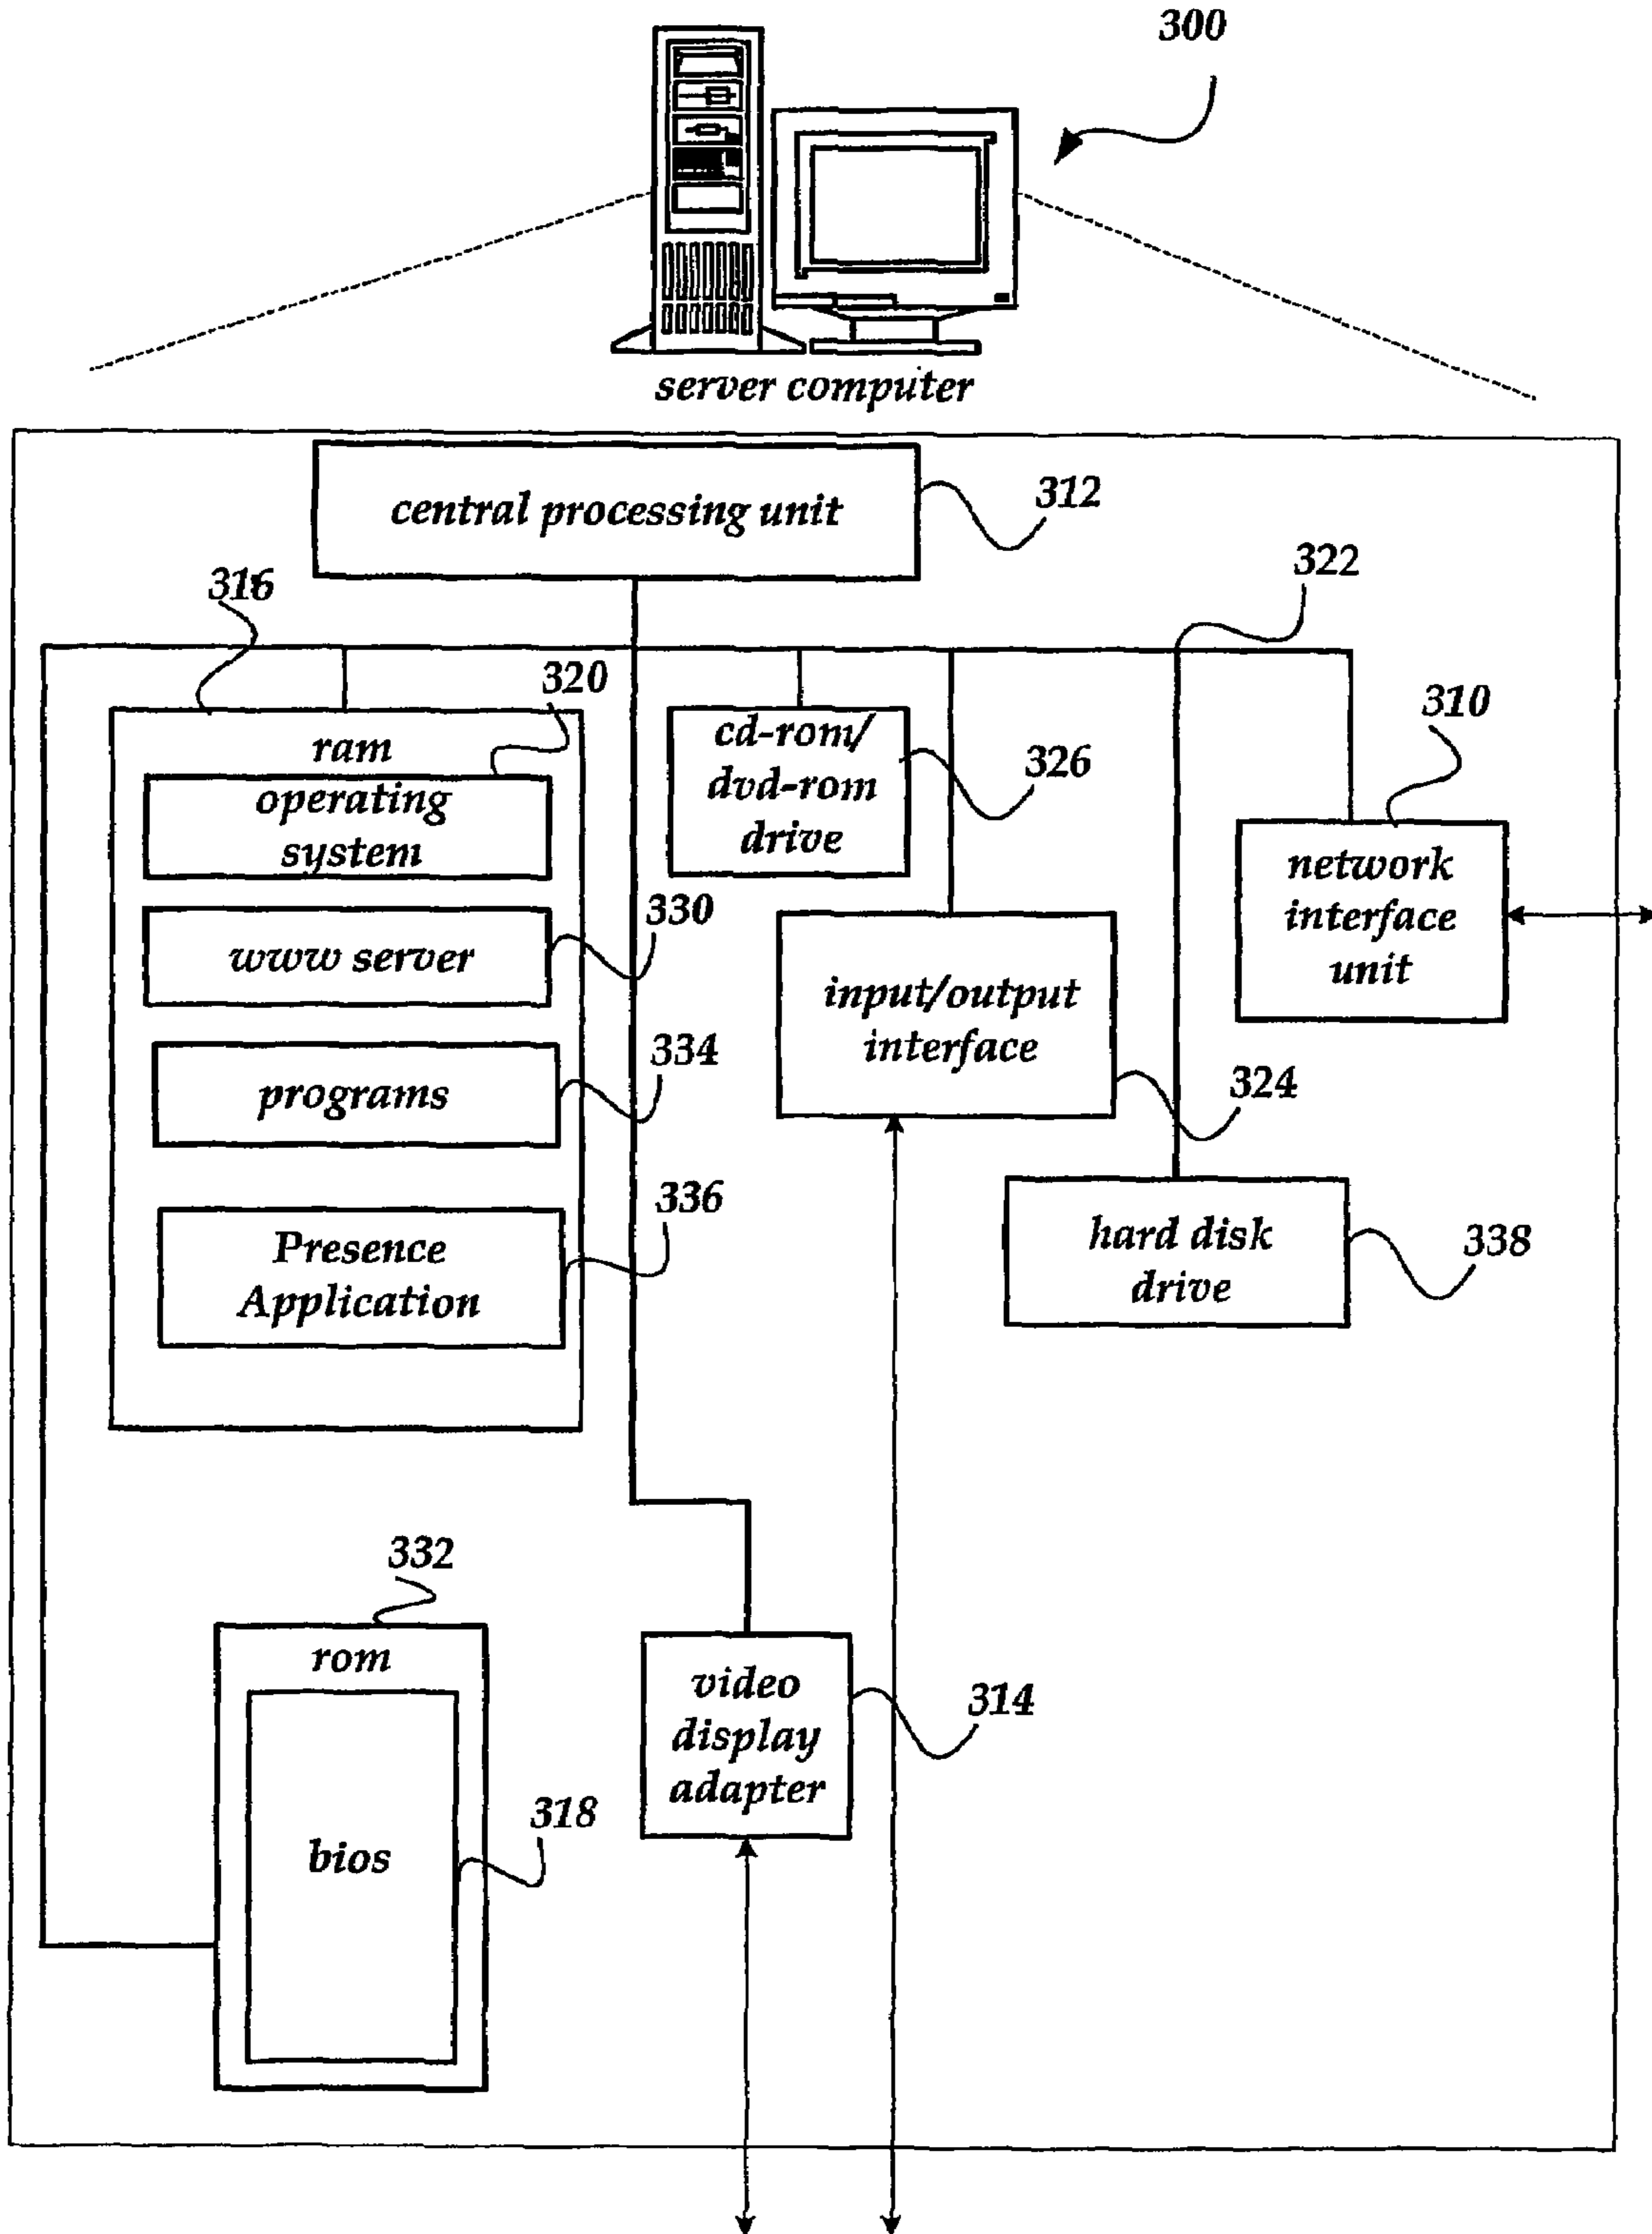 300
server computer
central processing unit
312
316
322
320
310
ram
operating
system
cd-rom/
dvd-rom
drive
326
network
interface
unit
330
www server
input/output
interface
334
programs
324
336
Presence
Application
hard disk
drive
338
332
rom
video
display
adapter
314
318
bios